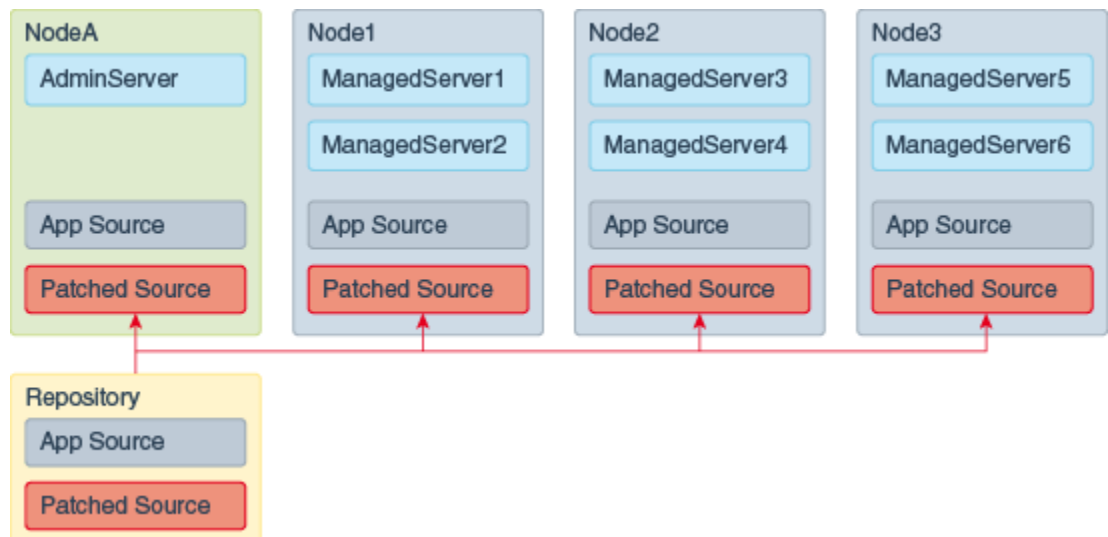 NodeA
AdminServer
App Source
Patched Source
Node1
ManagedServer1
ManagedServer2
App Source
Patched Source
Node2
ManagedServer3
ManagedServer4
App Source
Patched Source
Node3
ManagedServer5
ManagedServer6
App Source
Patched Source
Repository
App Source
Patched Source